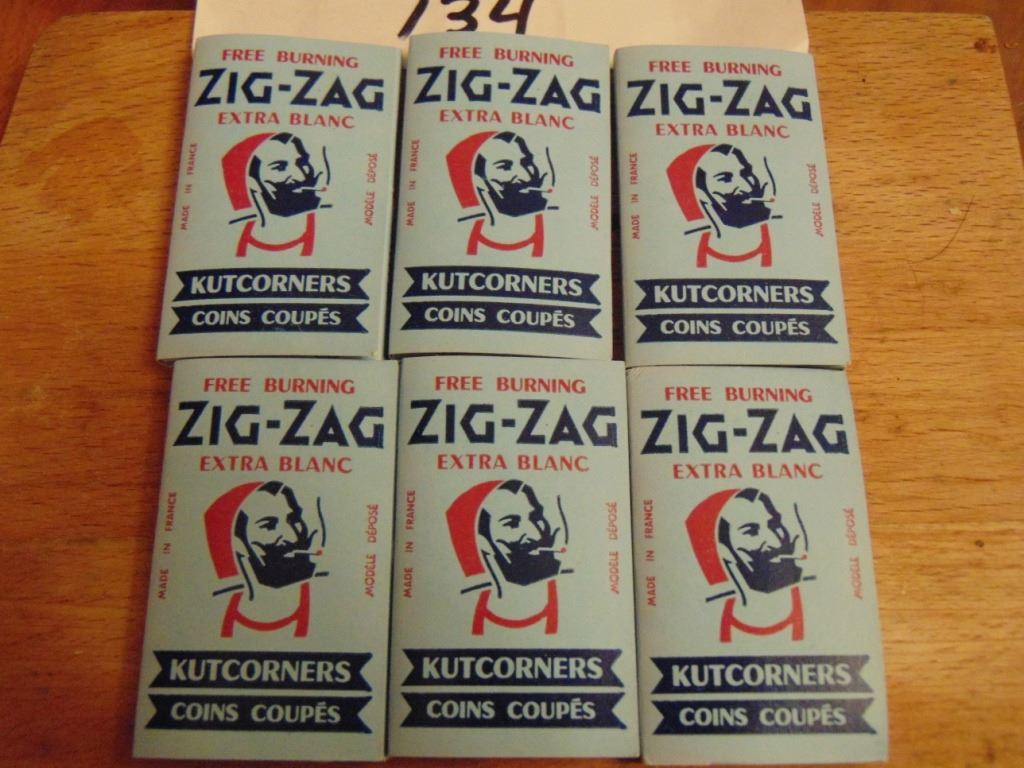 134
FREE BURNING
ZIG-ZAG
EXTRA BLANC
MADE IN FRANCE
MODÈLE DÉPOSÉ
KUTCORNERS
COINS COUPÉS
FREE BURNING
ZIG-ZAG
EXTRA BLANC
MADE IN FRANCE
MODÈLE DÉPOSÉ
KUTCORNERS
COINS COUPÉS
FREE BURNING
ZIG-ZAG
EXTRA BLANC
MADE IN FRANCE
MODÈLE DÉPOSÉ
KUTCORNERS
COINS COUPÉS
FREE BURNING
ZIG-ZAG
EXTRA BLANC
MADE IN FRANCE
MODÈLE DÉPOSÉ
KUTCORNERS
COINS COUPÉS
FREE BURNING
ZIG-ZAG
EXTRA BLANC
MADE IN FRANCE
MODÈLE DÉPOSÉ
KUTCORNERS
COINS COUPÉS
FREE BURNING
ZIG-ZAG
EXTRA BLANC
MADE IN FRANCE
MODÈLE DÉPOSÉ
KUTCORNERS
COINS COUPÉS